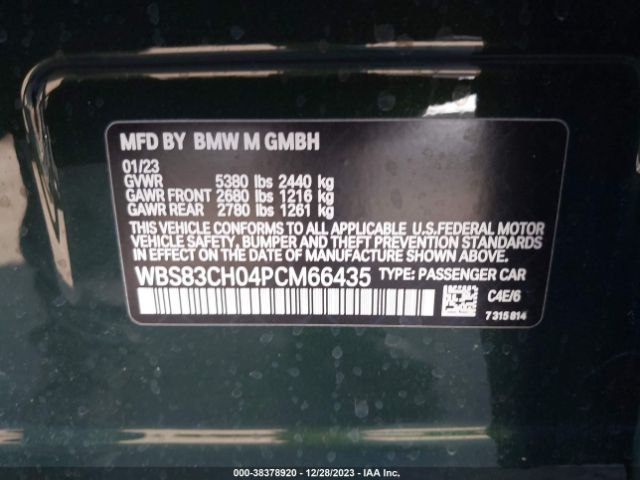 MFD BY BMW M GMBH
01/23
GVWR 5380 lbs 2440 kg
GAWR FRONT 2680 lbs 1216 kg
GAWR REAR 2780 lbs 1261 kg
THIS VEHICLE CONFORMS TO ALL APPLICABLE U.S.FEDERAL MOTOR
VEHICLE SAFETY, BUMPER AND THEFT PREVENTION STANDARDS
IN EFFECT ON THE DATE OF MANUFACTURE SHOWN ABOVE.
WBS83CH04PCM66435 TYPE: PASSENGER CAR
C4E/6
7 315 814
000-38378920 - 12/28/2023 - IAA Inc.